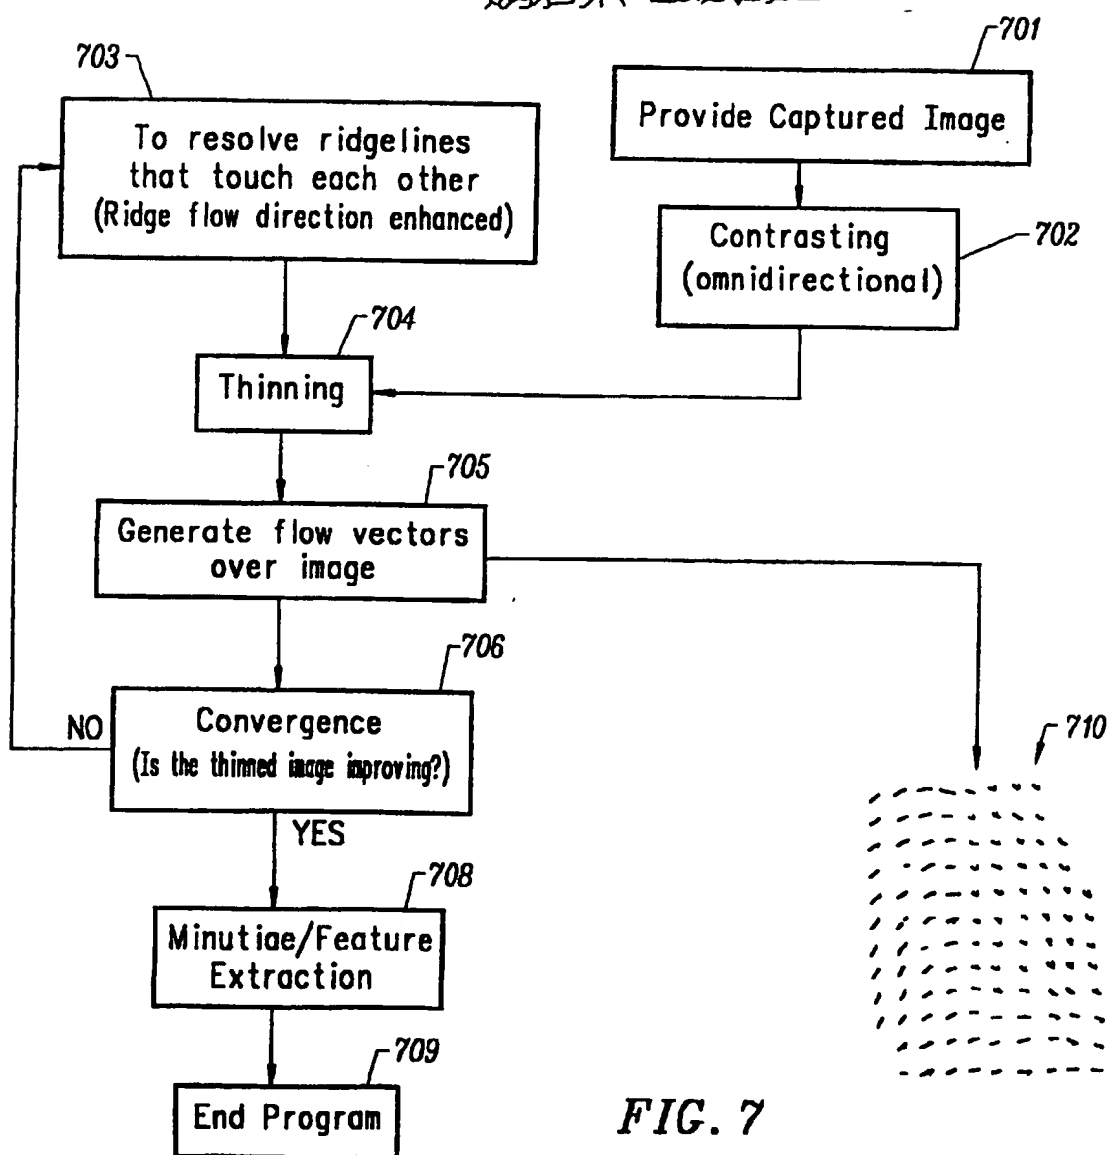 701
703
Provide Captured Image
To resolve ridgelines
that touch each other
(Ridge flow direction enhanced)
Contrasting
(omnidirectional)
702
704
Thinning
705
Generate flow vectors
over image
706
Convergence
(Is the thinned image improving?)
NO
710
YES
708
Minutiae/Feature
Extraction
709
End Program
FIG. 7